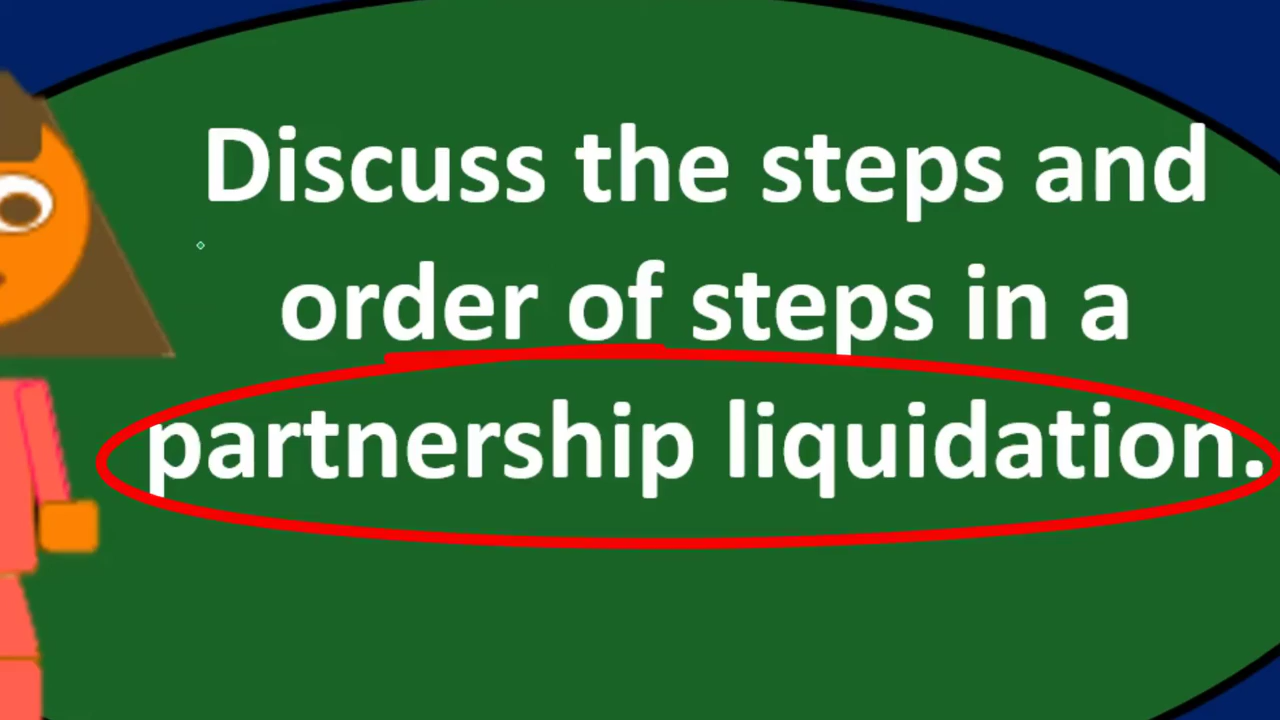 Discuss the steps and
order of steps in a
partnership liquidation.